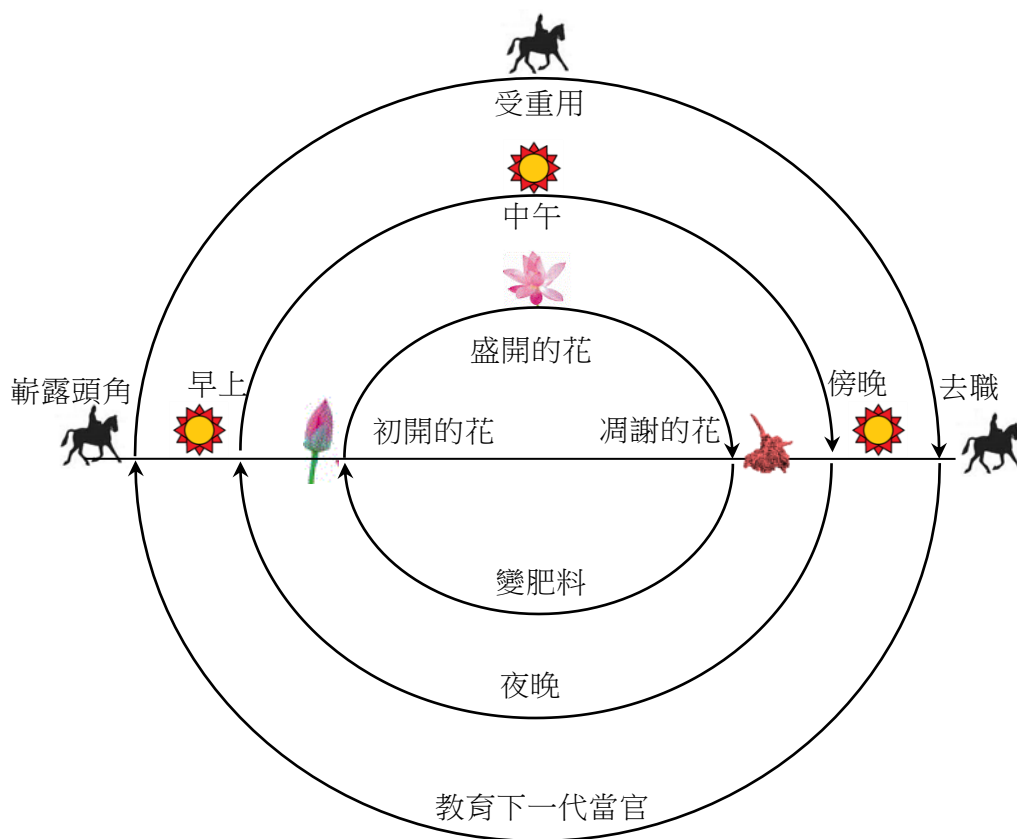 受重用
中午
盛開的花
嶄露頭角
早上
傍晚
去職
初開的花
凋謝的花
變肥料
夜晚
教育下一代當官